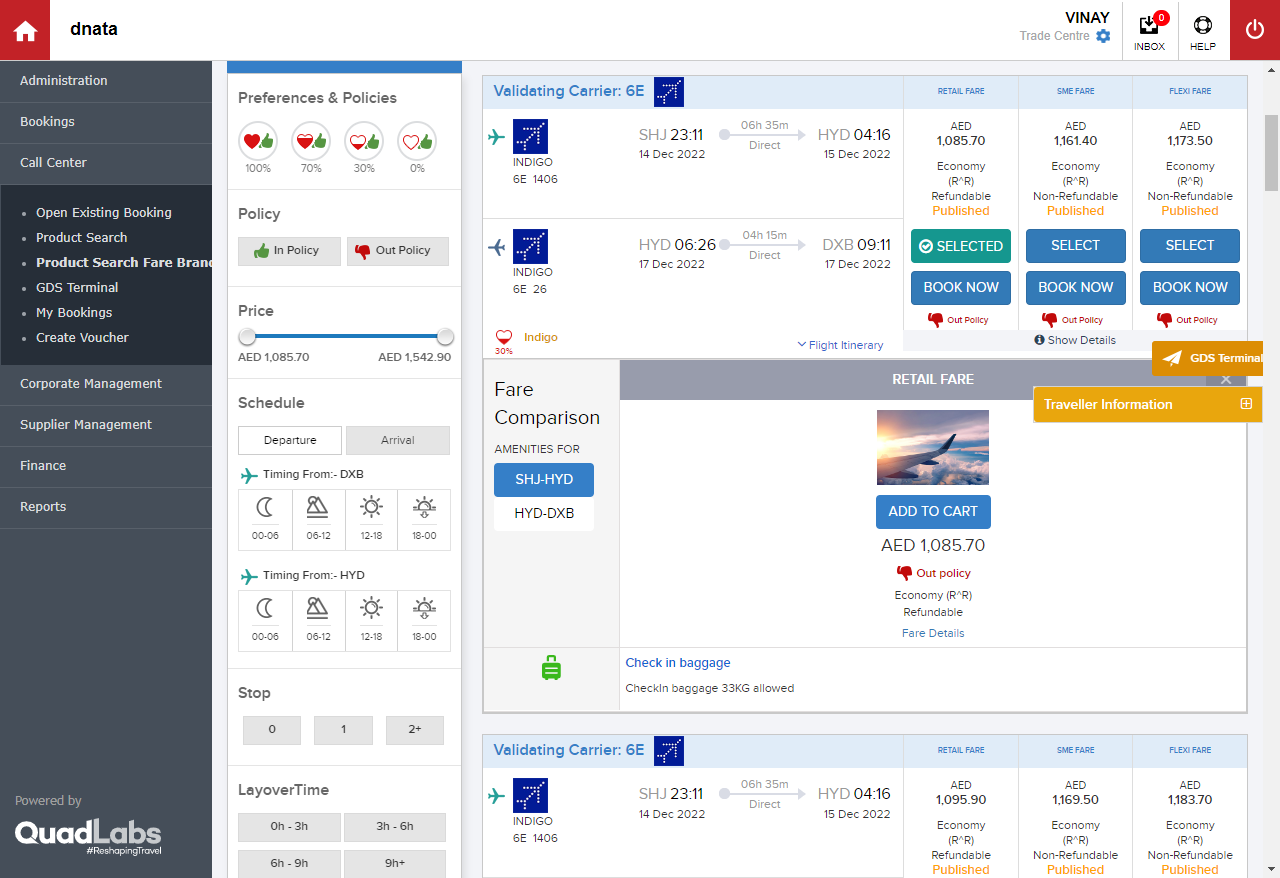 dnata
VINAY
Trade Centre
0
INBOX
HELP
Administration
Bookings
Call Center
Open Existing Booking
Product Search
Product Search Fare Bran
GDS Terminal
My Bookings
Create Voucher
Corporate Management
Supplier Management
Finance
Reports
Powered by
QuadLabs
#ReshapingTravel
Preferences & Policies
100% 70% 30% 0%
Policy
In Policy Out Policy
Price
AED 1,085.70 AED 1,542.90
Schedule
Departure Arrival
Timing From:- DXB
00-06 06-12 12-18 18-00
Timing From:- HYD
00-06 06-12 12-18 18-00
Stop
0 1 2+
LayoverTime
0h - 3h 3h - 6h
6h - 9h 9h+
Validating Carrier: 6E RETAIL FARE SME FARE FLEXI FARE
INDIGO
6E 1406
SHJ 23:11
14 Dec 2022
06h 35m
Direct
HYD 04:16
15 Dec 2022
INDIGO
6E 26
HYD 06:26
17 Dec 2022
04h 15m
Direct
DXB 09:11
17 Dec 2022
30%
Indigo
Flight Itinerary
AED
1,085.70
Economy
(R^R)
Refundable
Published
SELECTED
BOOK NOW
Out Policy
AED
1,161.40
Economy
(R^R)
Non-Refundable
Published
SELECT
BOOK NOW
Out Policy
AED
1,173.50
Economy
(R^R)
Non-Refundable
Published
SELECT
BOOK NOW
Out Policy
Show Details
GDS Terminal
Traveller Information
Fare
Comparison
AMENITIES FOR
SHJ-HYD
HYD-DXB
RETAIL FARE
X
ADD TO CART
AED 1,085.70
Out policy
Economy (R^R)
Refundable
Fare Details
Check in baggage
CheckIn baggage 33KG allowed
Validating Carrier: 6E RETAIL FARE SME FARE FLEXI FARE
INDIGO
6E 1406
SHJ 23:11
14 Dec 2022
06h 35m
Direct
HYD 04:16
15 Dec 2022
AED
1,095.90
Economy
(R^R)
Refundable
Published
AED
1,169.50
Economy
(R^R)
Non-Refundable
Published
AED
1,183.70
Economy
(R^R)
Non-Refundable
Published